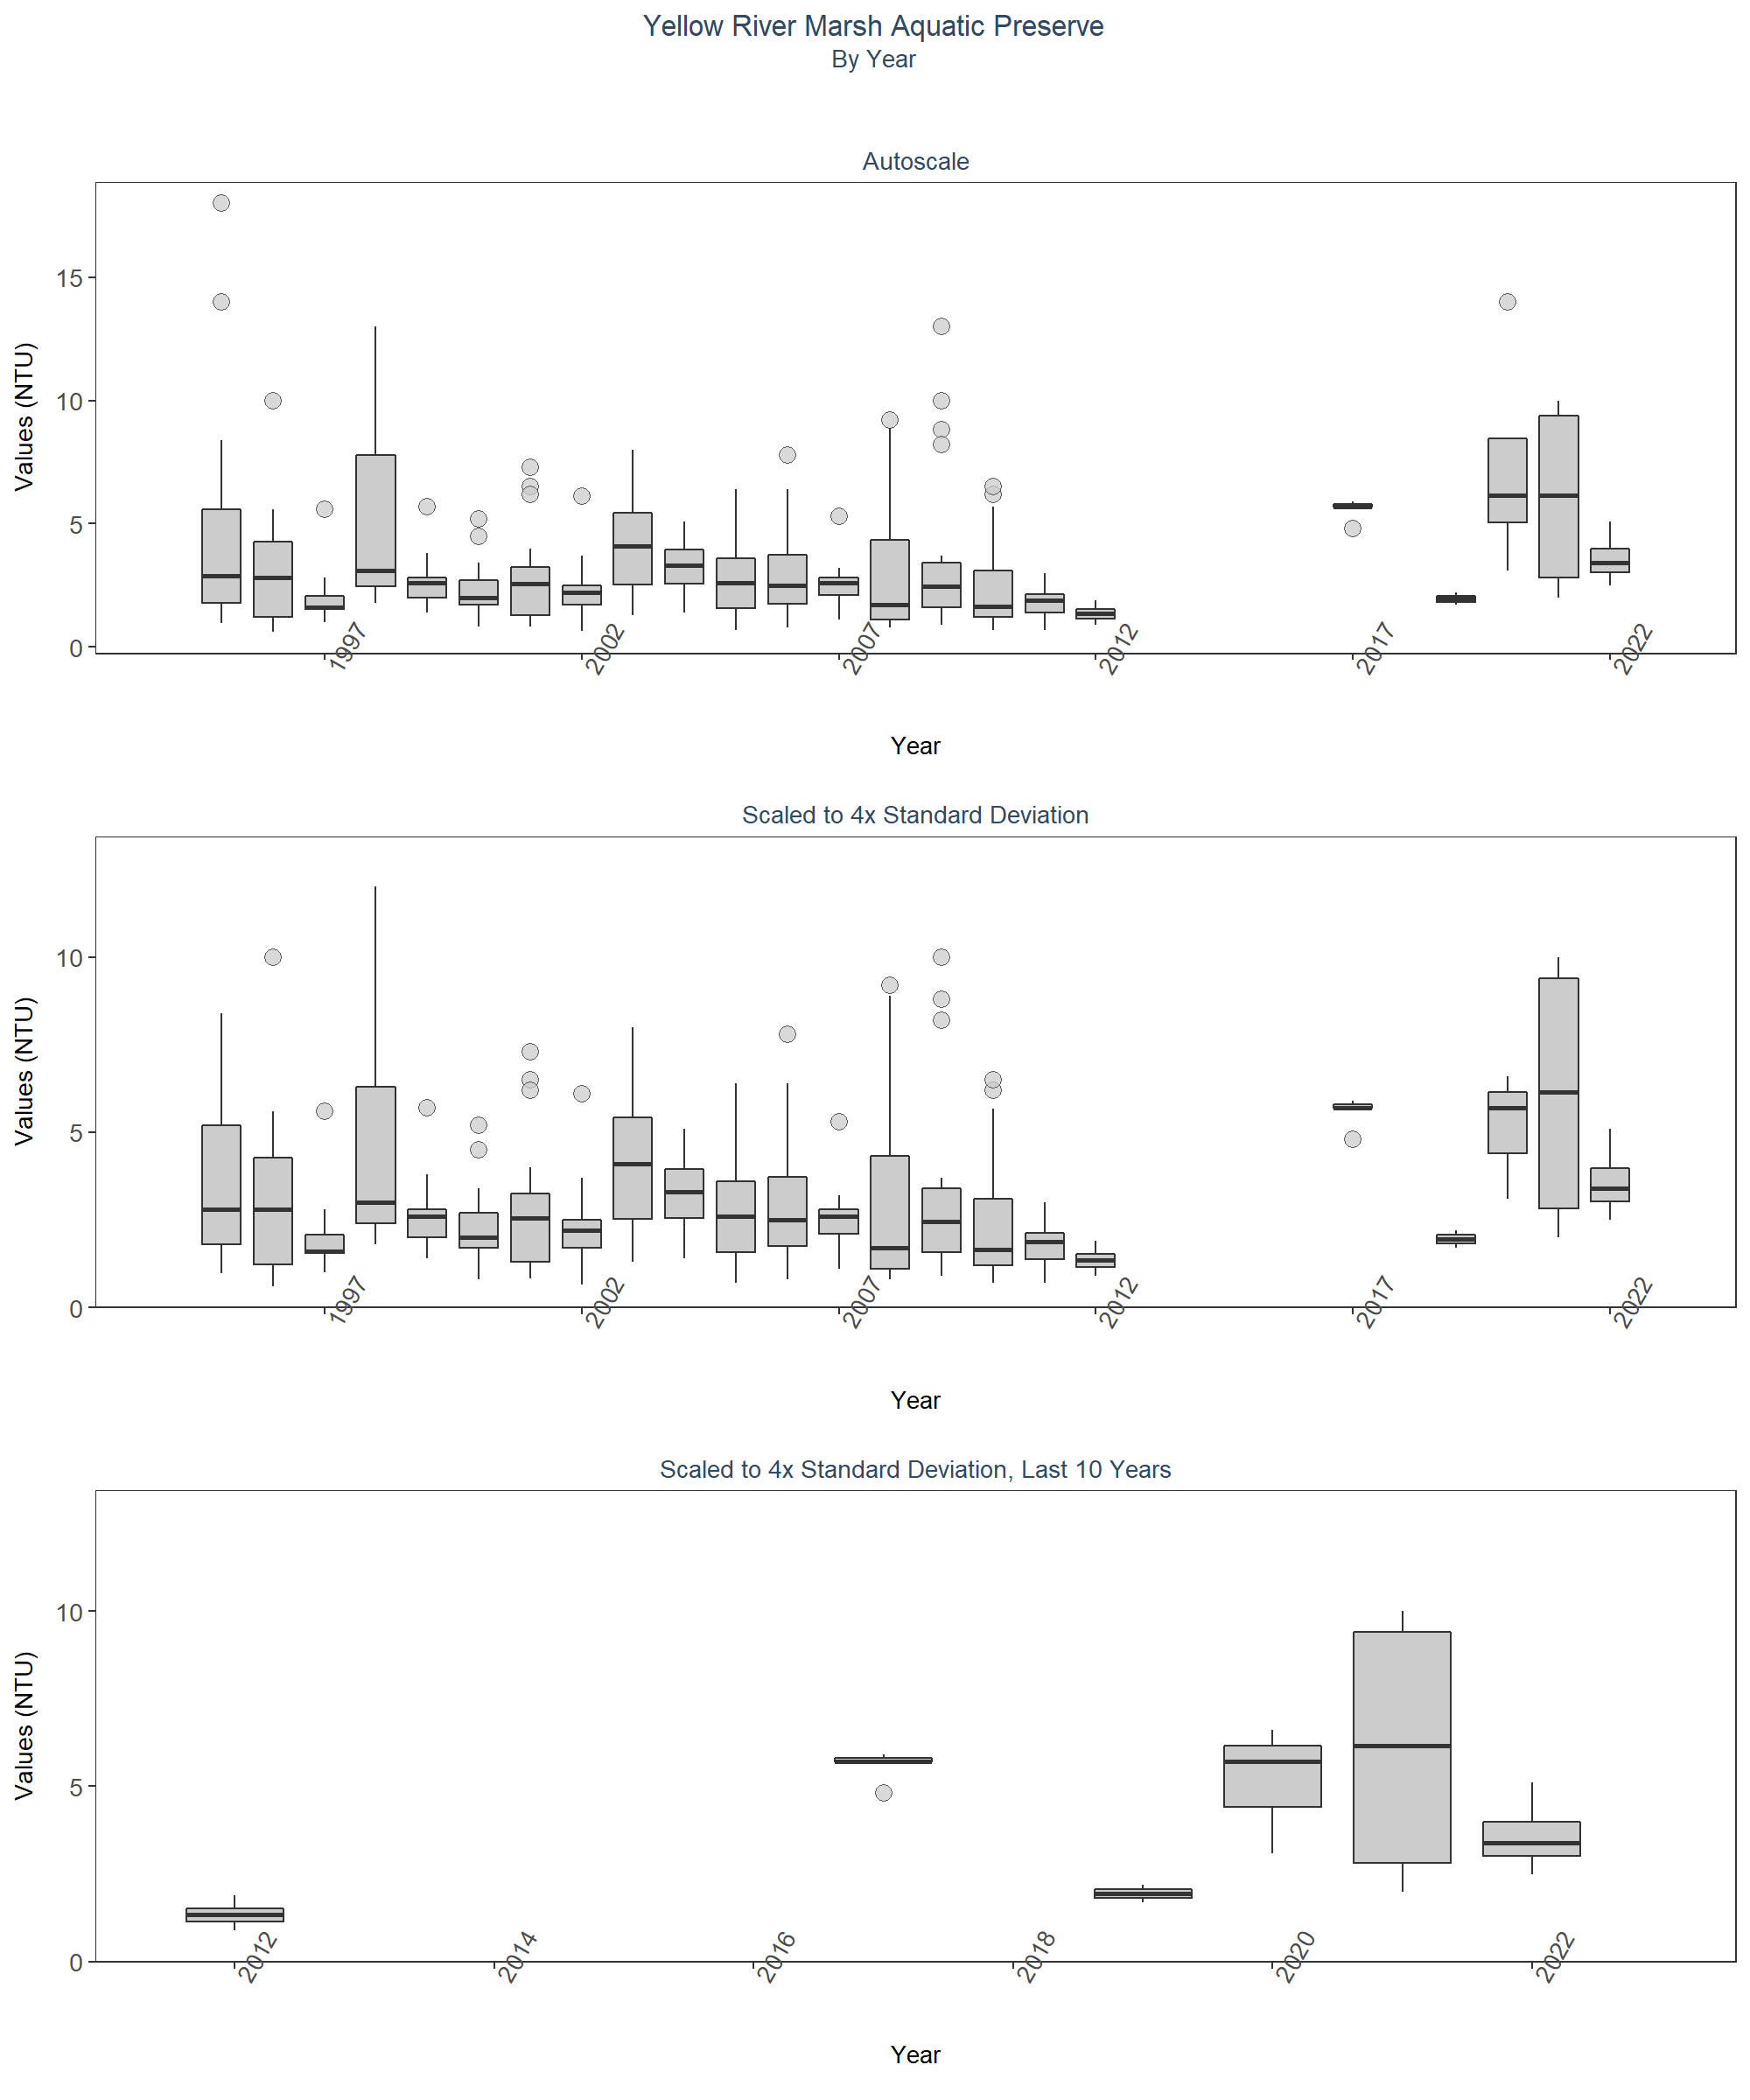 Yellow River Marsh Aquatic Preserve
By Year
Autoscale
Values (NTU)
15
10
5
0
1997 2002 2007 2012 2017 2022
Year
Scaled to 4x Standard Deviation
Values (NTU)
10
5
0
1997 2002 2007 2012 2017 2022
Year
Scaled to 4x Standard Deviation, Last 10 Years
Values (NTU)
10
5
0
2012 2014 2016 2018 2020 2022
Year